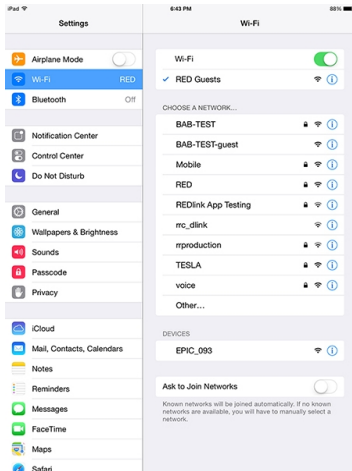 iPad 6:43 PM 88%
Settings
Wi-Fi
Airplane Mode
Wi-Fi RED
Bluetooth Off
Notification Center
Control Center
Do Not Disturb
General
Wallpapers & Brightness
Sounds
Passcode
Privacy
iCloud
Mail, Contacts, Calendars
Notes
Reminders
Messages
FaceTime
Maps
Safari
Wi-Fi
RED Guests
CHOOSE A NETWORK...
BAB-TEST
BAB-TEST-guest
Mobile
RED
REDlink App Testing
rrc_dlink
rrproduction
TESLA
voice
Other...
DEVICES
EPIC_093
Ask to Join Networks
Known networks will be joined automatically. If no known
networks are available, you will have to manually select a
network.